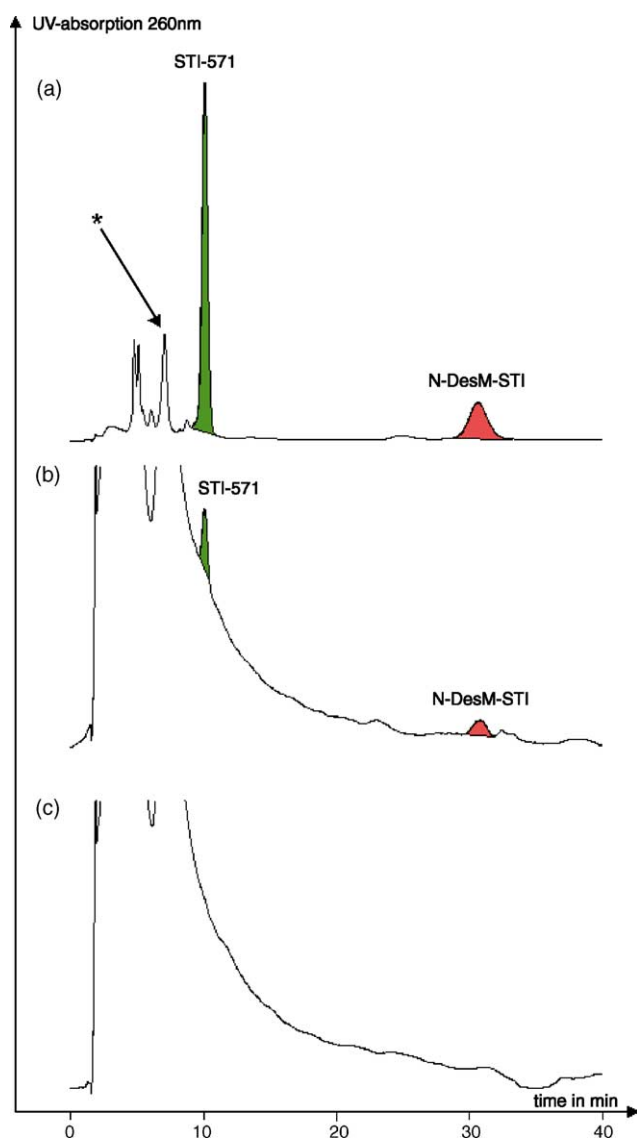 UV-absorption 260nm
STI-571
(a)
*
N-DesM-STI
(b)
STI-571
N-DesM-STI
(c)
time in min
0 10 20 30 40